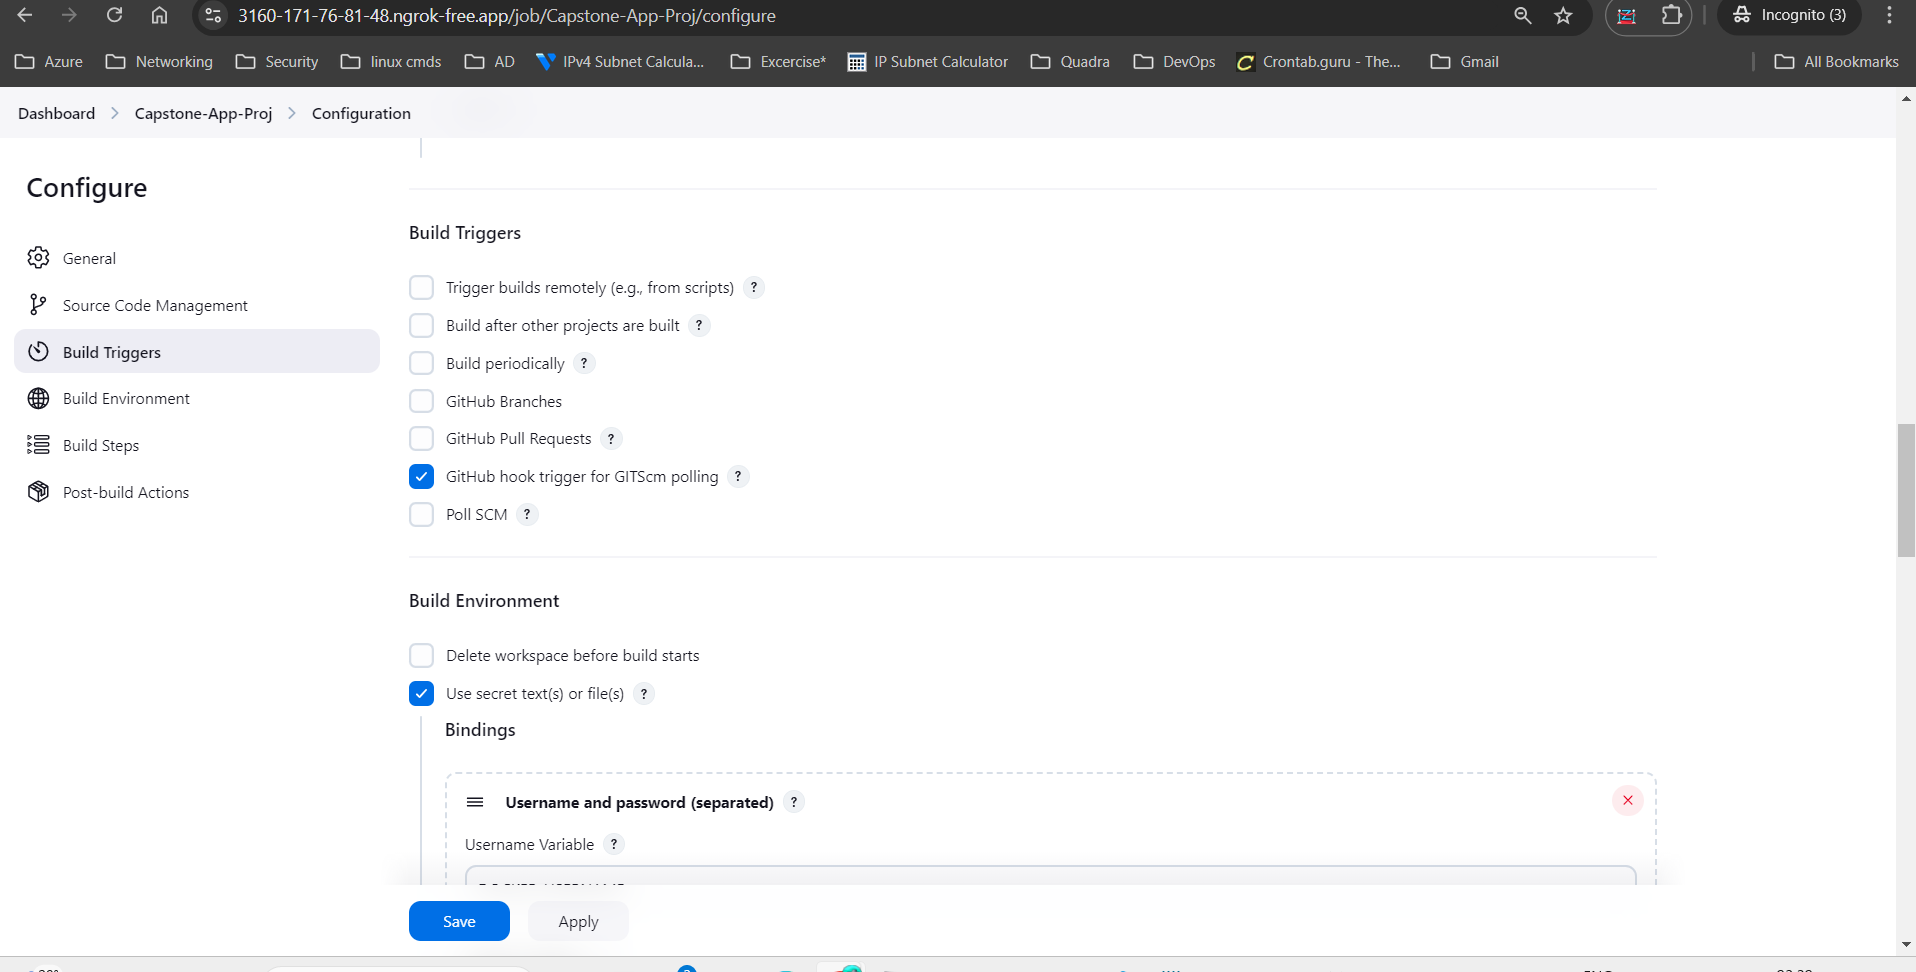 3160-171-76-81-48.ngrok-free.app/job/Capstone-App-Proj/configure
Incognito (3)
Azure
Networking
Security
linux cmds
AD
IPv4 Subnet Calcula...
Excercise*
IP Subnet Calculator
Quadra
DevOps
Crontab.guru - The...
Gmail
All Bookmarks
Dashboard
Capstone-App-Proj
Configuration
Configure
General
Source Code Management
Build Triggers
Build Environment
Build Steps
Post-build Actions
Build Triggers
Trigger builds remotely (e.g., from scripts) ?
Build after other projects are built ?
Build periodically ?
GitHub Branches
GitHub Pull Requests ?
GitHub hook trigger for GITScm polling ?
Poll SCM ?
Build Environment
Delete workspace before build starts
Use secret text(s) or file(s) ?
Bindings
Username and password (separated) ?
Username Variable ?
Save
Apply